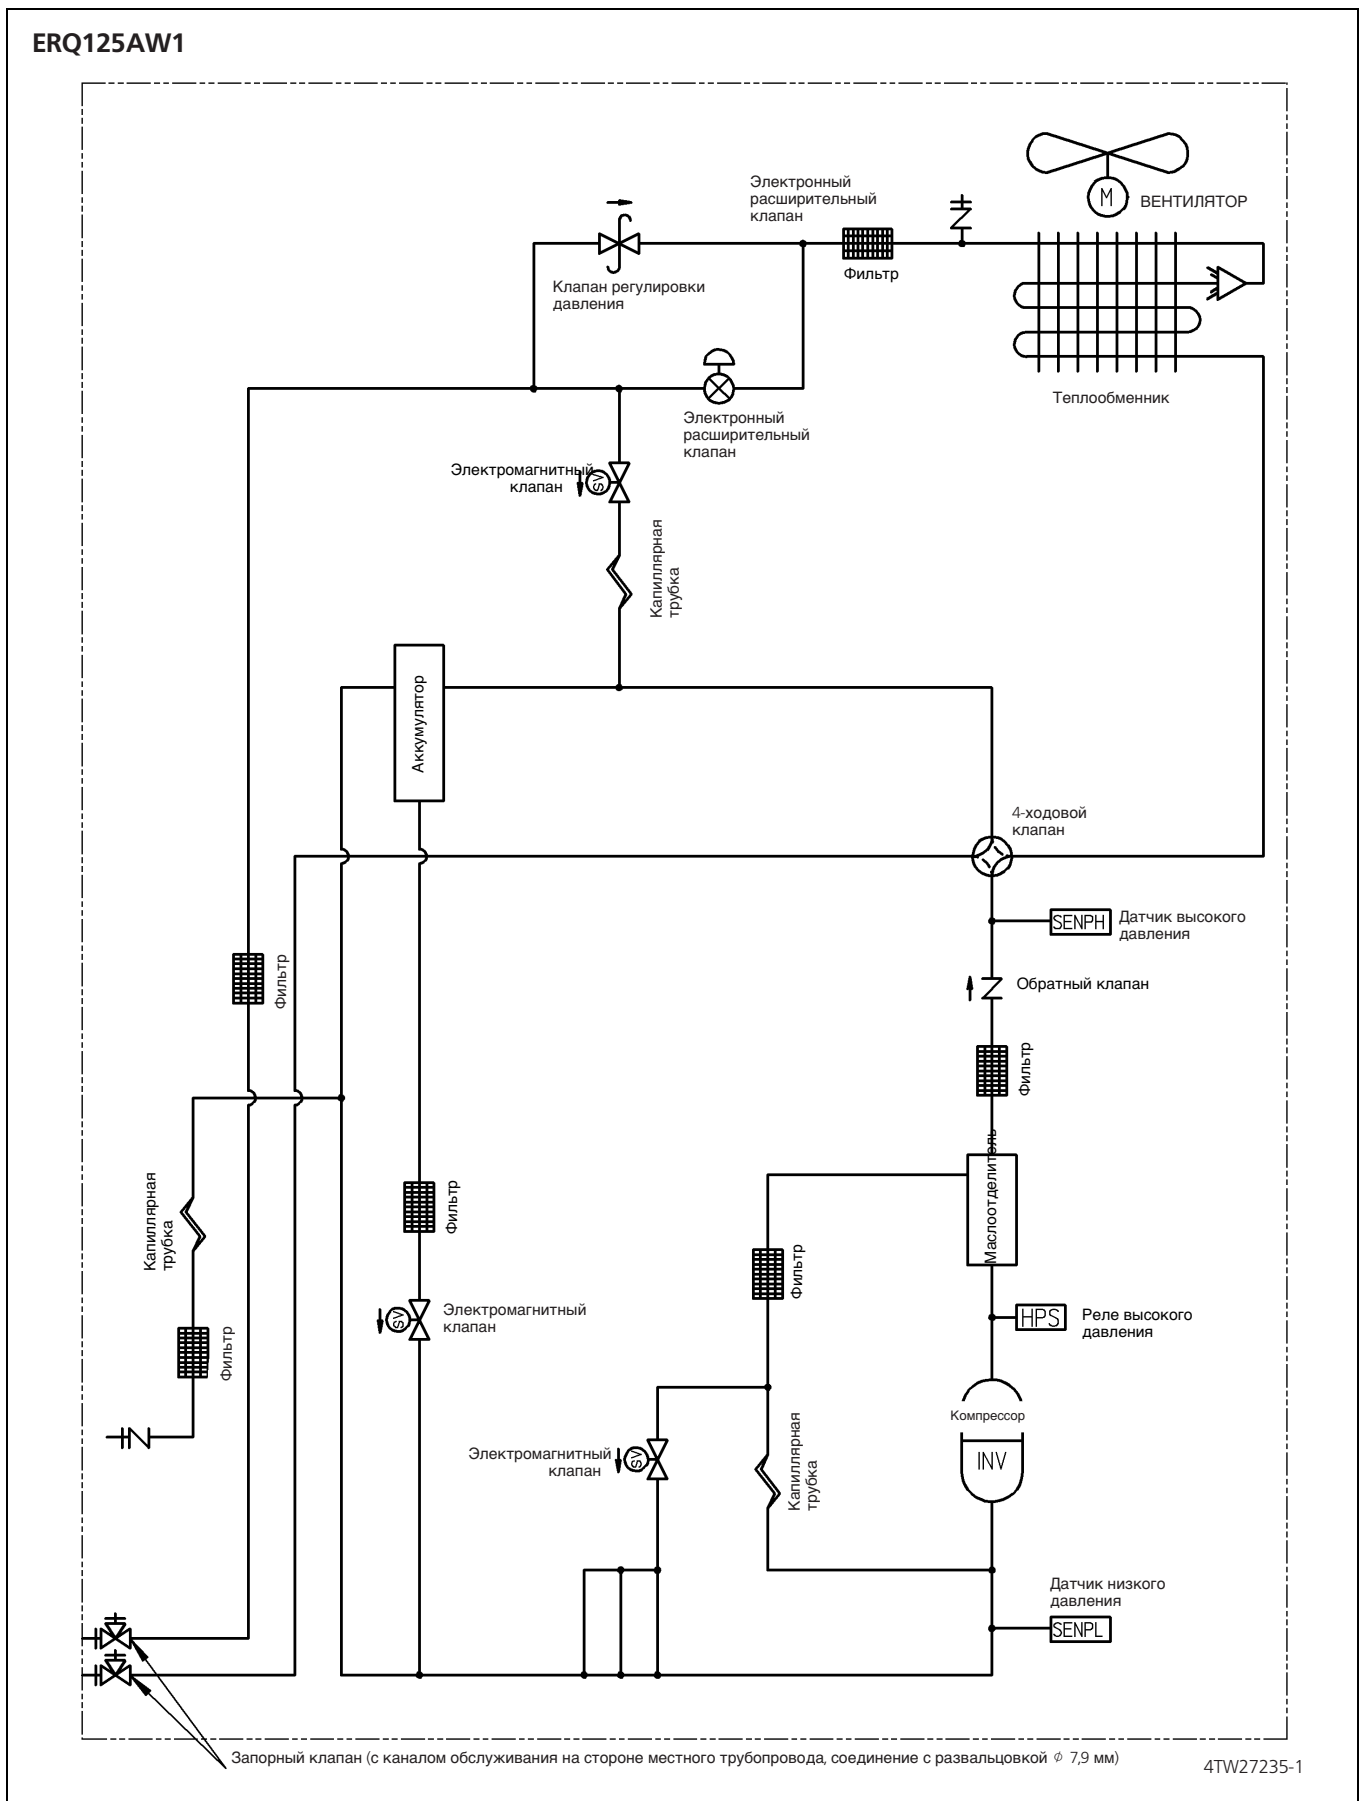 ERQ125AW1
Электронный
расширительный
клапан
M
ВЕНТИЛЯТОР
Клапан регулировки
давления
Фильтр
Теплообменник
Электронный
расширительный
клапан
Электромагнитный
клапан
SV
Капиллярная
трубка
Аккумулятор
4-ходовой
клапан
SENPH
Датчик высокого
давления
Фильтр
Обратный клапан
Фильтр
Маслоотделитель
Капиллярная
трубка
Фильтр
Фильтр
SV
Электромагнитный
клапан
HPS
Реле высокого
давления
Фильтр
Компрессор
INV
Электромагнитный
клапан
SV
Капиллярная
трубка
Датчик низкого
давления
SENPL
Запорный клапан (с каналом обслуживания на стороне местного трубопровода, соединение с развальцовкой ϕ 7,9 мм)
4TW27235-1